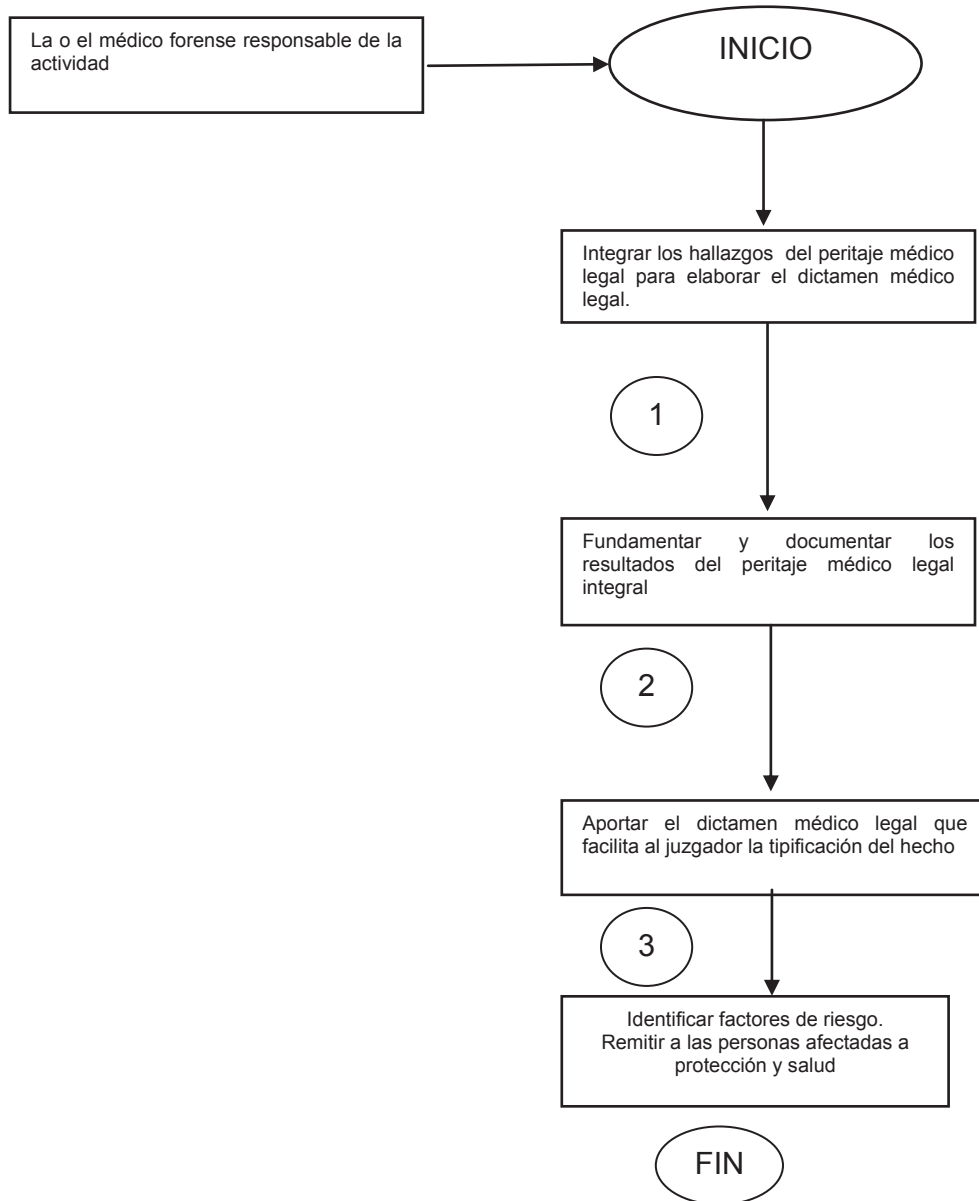 La o el médico forense responsable de la
actividad
INICIO
Integrar los hallazgos del peritaje médico
legal para elaborar el dictamen médico
legal.
1
Fundamentar y documentar los
resultados del peritaje médico legal
integral
2
Aportar el dictamen médico legal que
facilita al juzgador la tipificación del hecho
3
Identificar factores de riesgo.
Remitir a las personas afectadas a
protección y salud
FIN